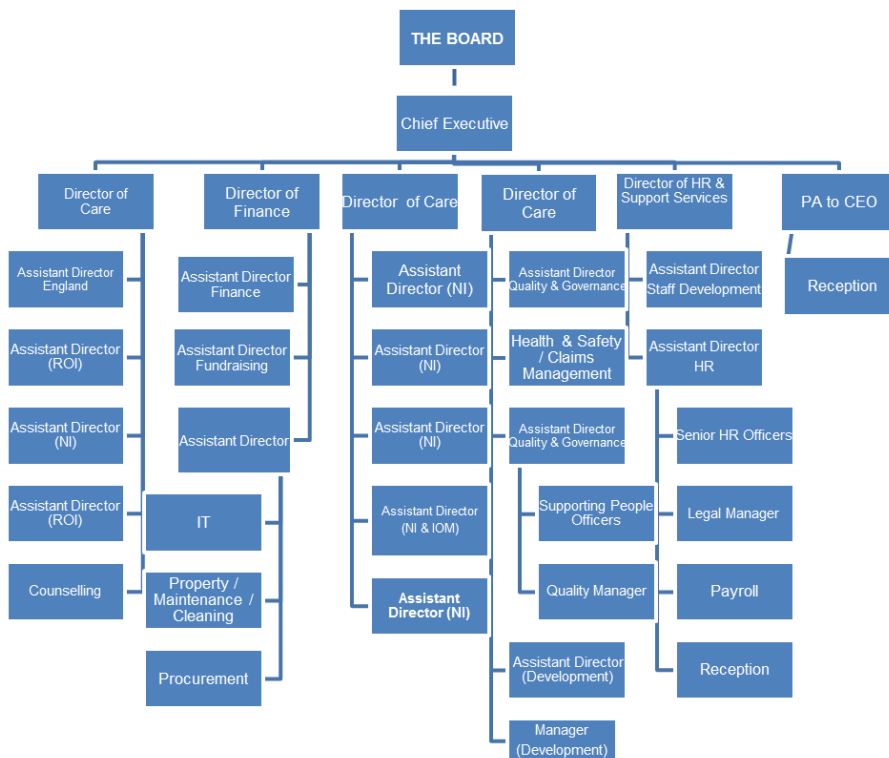 THE BOARD
Chief Executive
Director of
Care
Director of
Finance
Director of Care
Director of
Care
Director of HR &
Support Services
PA to CEO
Assistant Director
England
Assistant Director
(ROI)
Assistant Director
(NI)
Assistant Director
(ROI)
Counselling
Assistant Director
Finance
Assistant Director
Fundraising
Assistant Director
IT
Property /
Maintenance /
Cleaning
Procurement
Assistant
Director (NI)
Assistant Director
(NI)
Assistant Director
(NI)
Assistant Director
(NI & IOM)
Assistant
Director (NI)
Assistant Director
Quality & Governance
Health & Safety
/ Claims
Management
Assistant Director
Quality & Governance
Supporting People
Officers
Quality Manager
Assistant Director
(Development)
Manager
(Development)
Assistant Director
Staff Development
Assistant Director
HR
Senior HR Officers
Legal Manager
Payroll
Reception
Reception